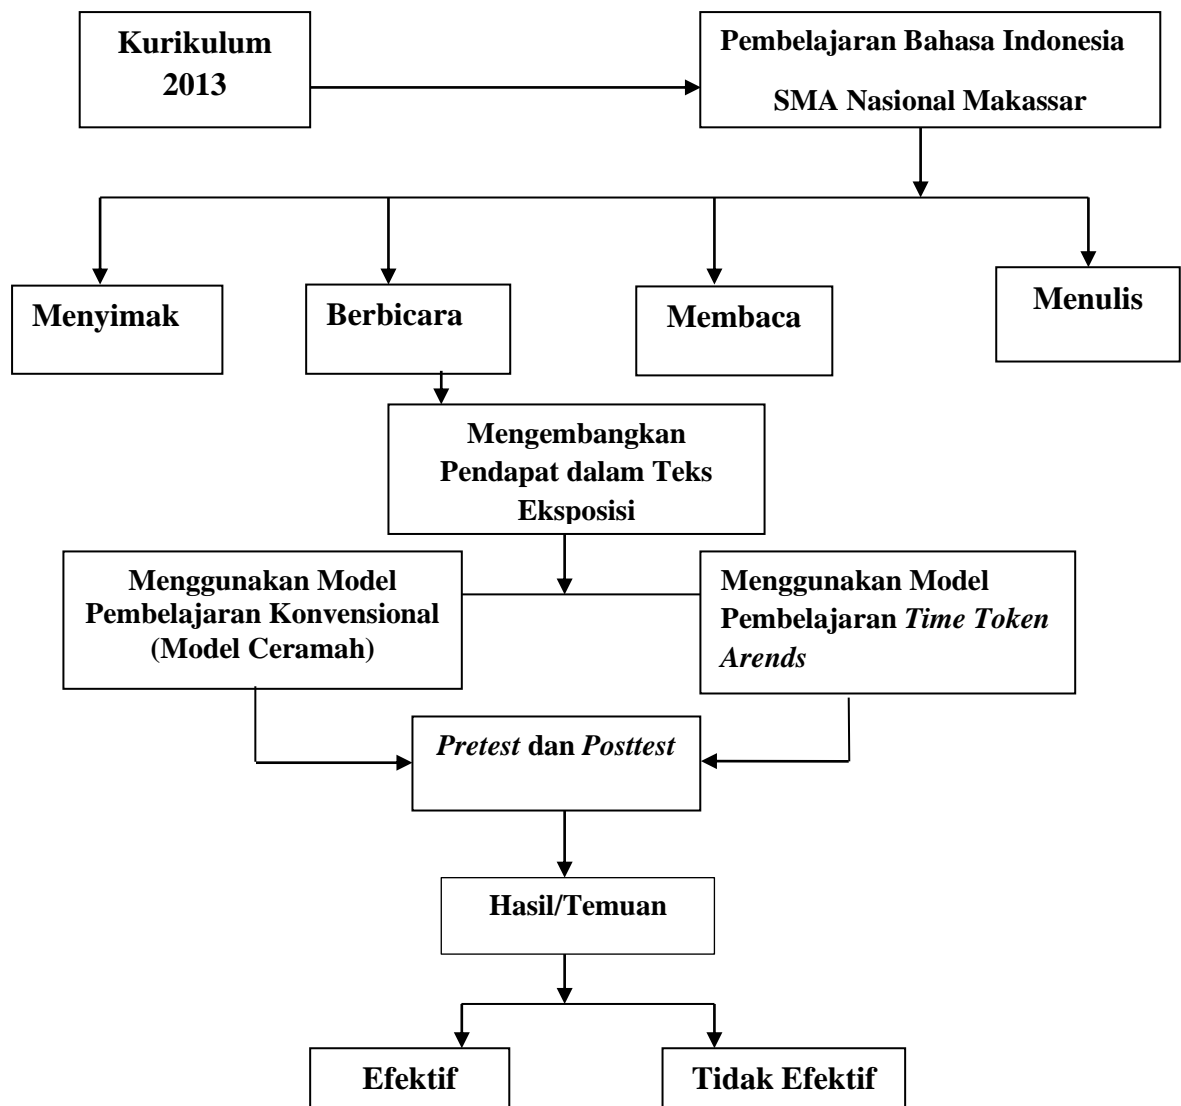 Kurikulum
2013
Pembelajaran Bahasa Indonesia
SMA Nasional Makassar
Menyimak
Berbicara
Membaca
Menulis
Mengembangkan
Pendapat dalam Teks
Eksposisi
Menggunakan Model
Pembelajaran Konvensional
(Model Ceramah)
Menggunakan Model
Pembelajaran Time Token
Arends
Pretest dan Posttest
Hasil/Temuan
Efektif
Tidak Efektif